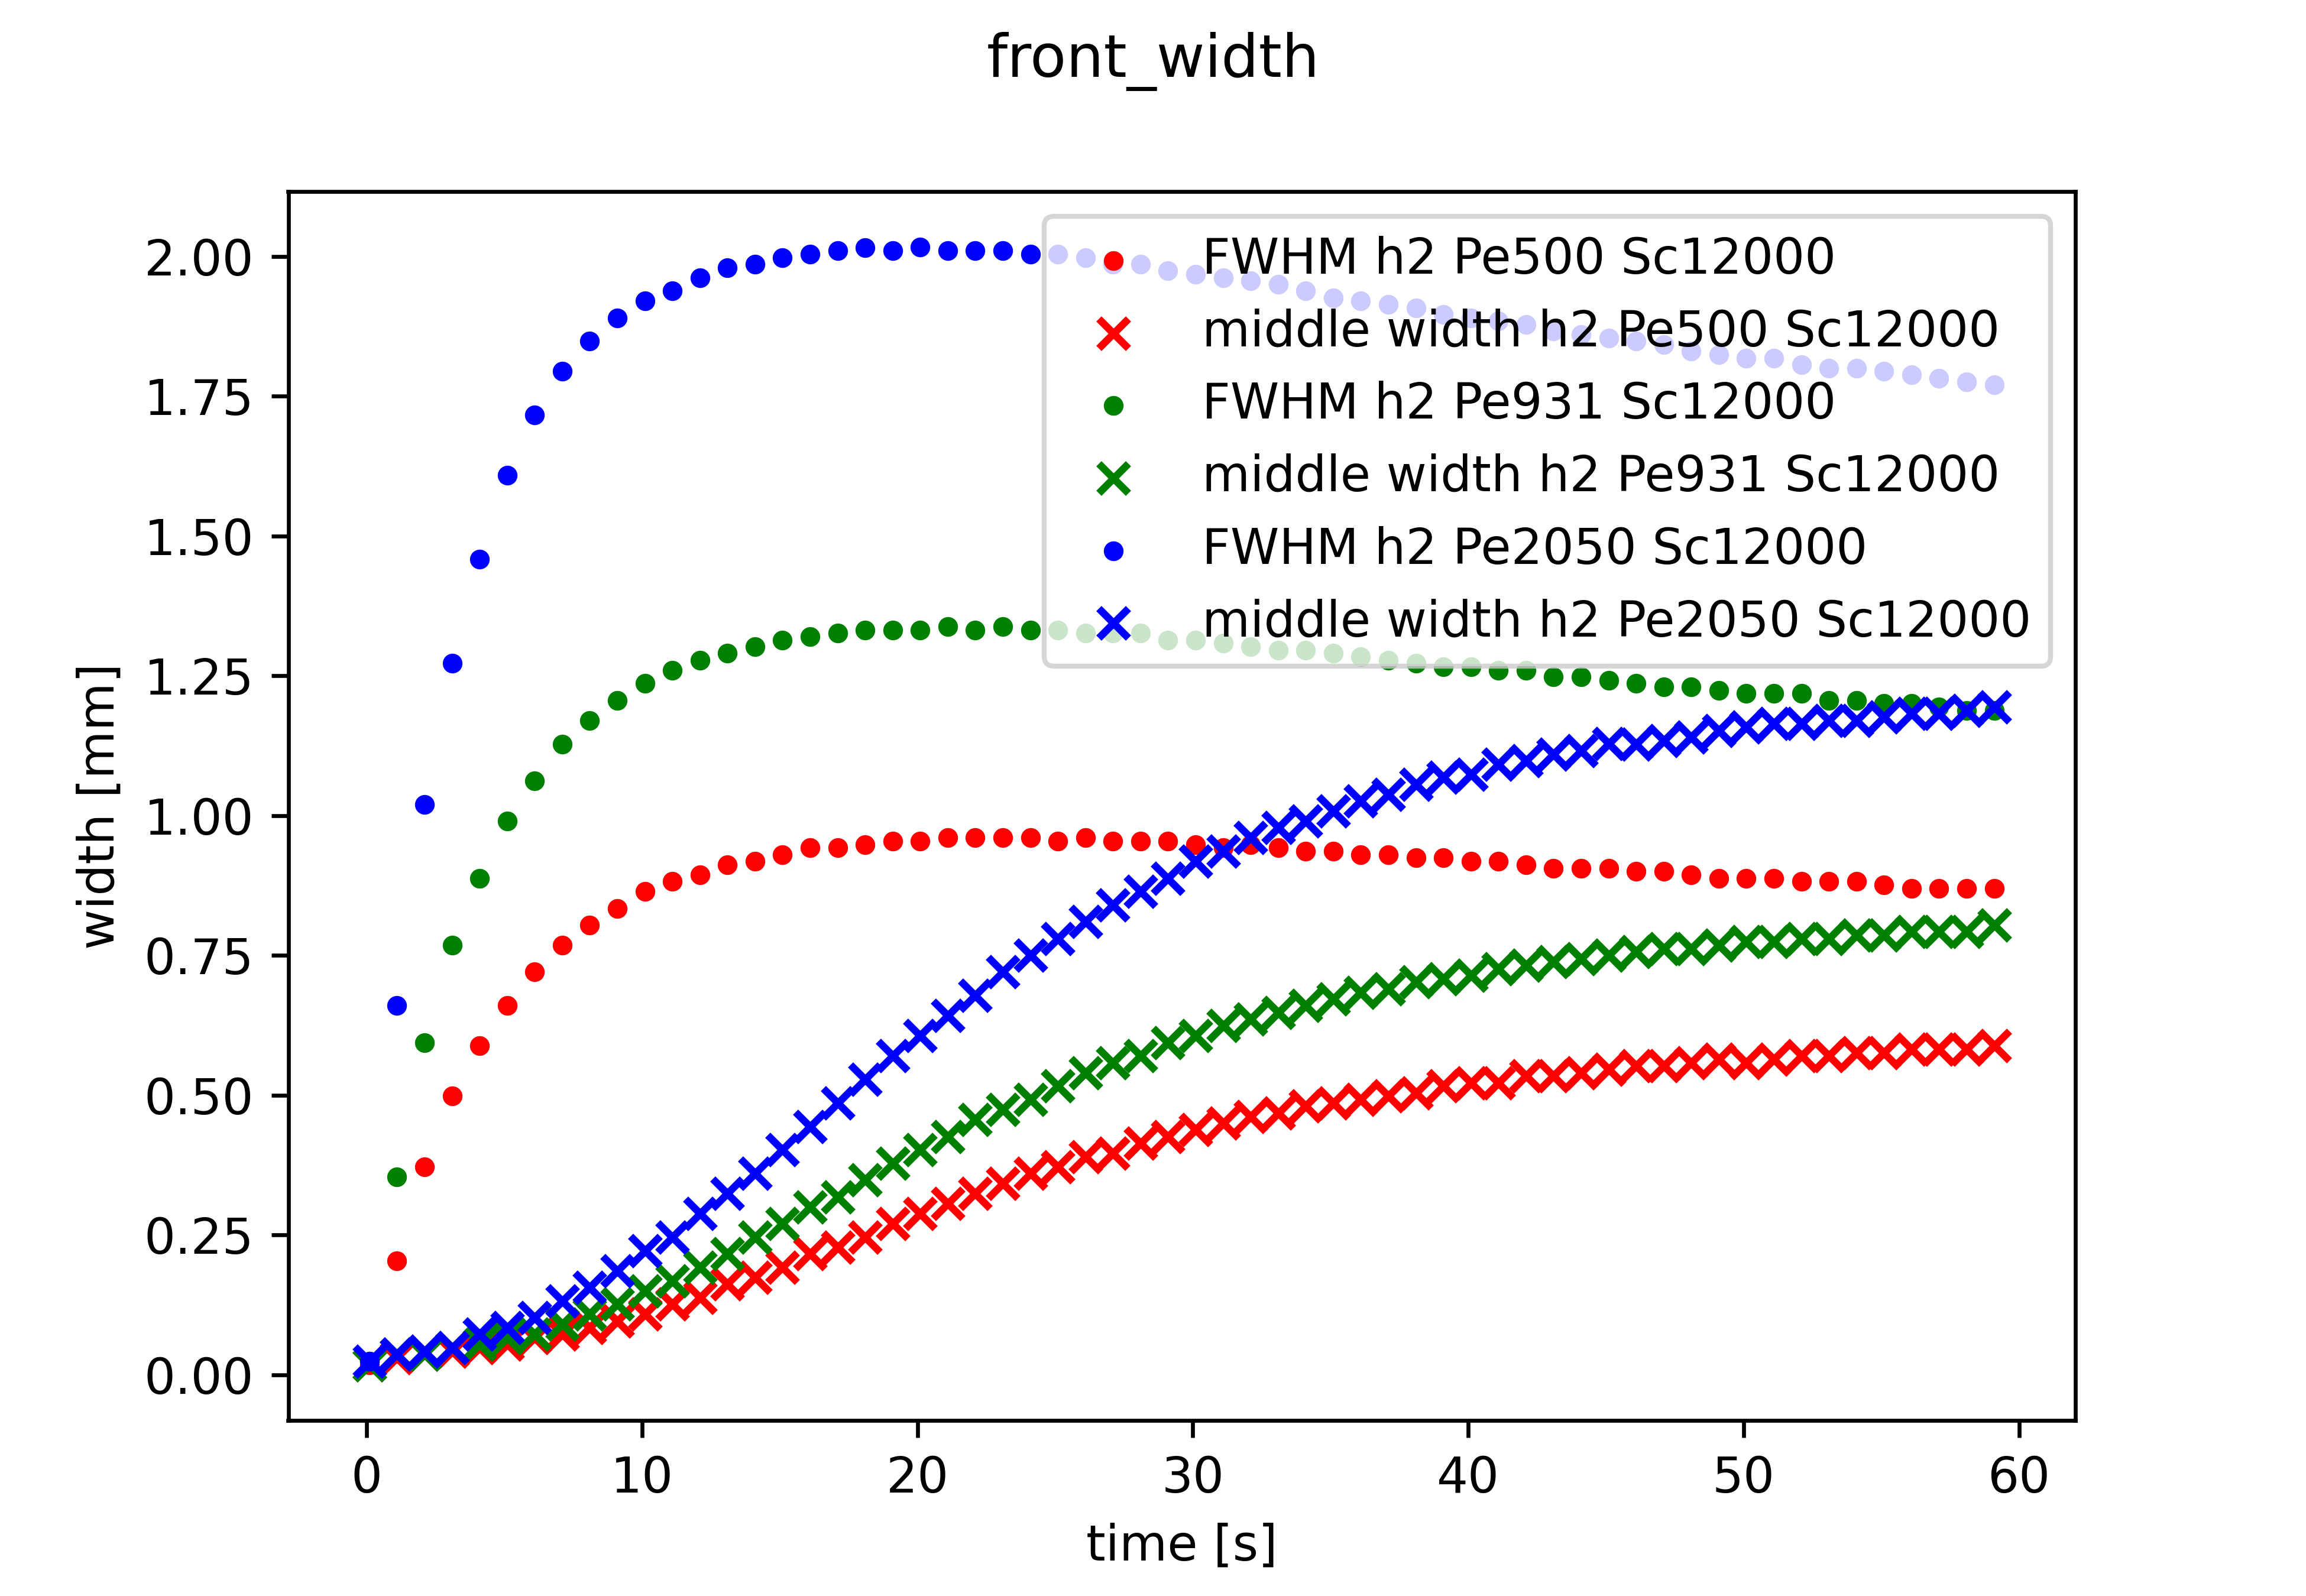 front_width
FWHM h2 Pe500 Sc12000
middle width h2 Pe500 Sc12000
FWHM h2 Pe931 Sc12000
middle width h2 Pe931 Sc12000
FWHM h2 Pe2050 Sc12000
middle width h2 Pe2050 Sc12000
width [mm]
2.00
1.75
1.50
1.25
1.00
0.75
0.50
0.25
0.00
0 10 20 30 40 50 60
time [s]